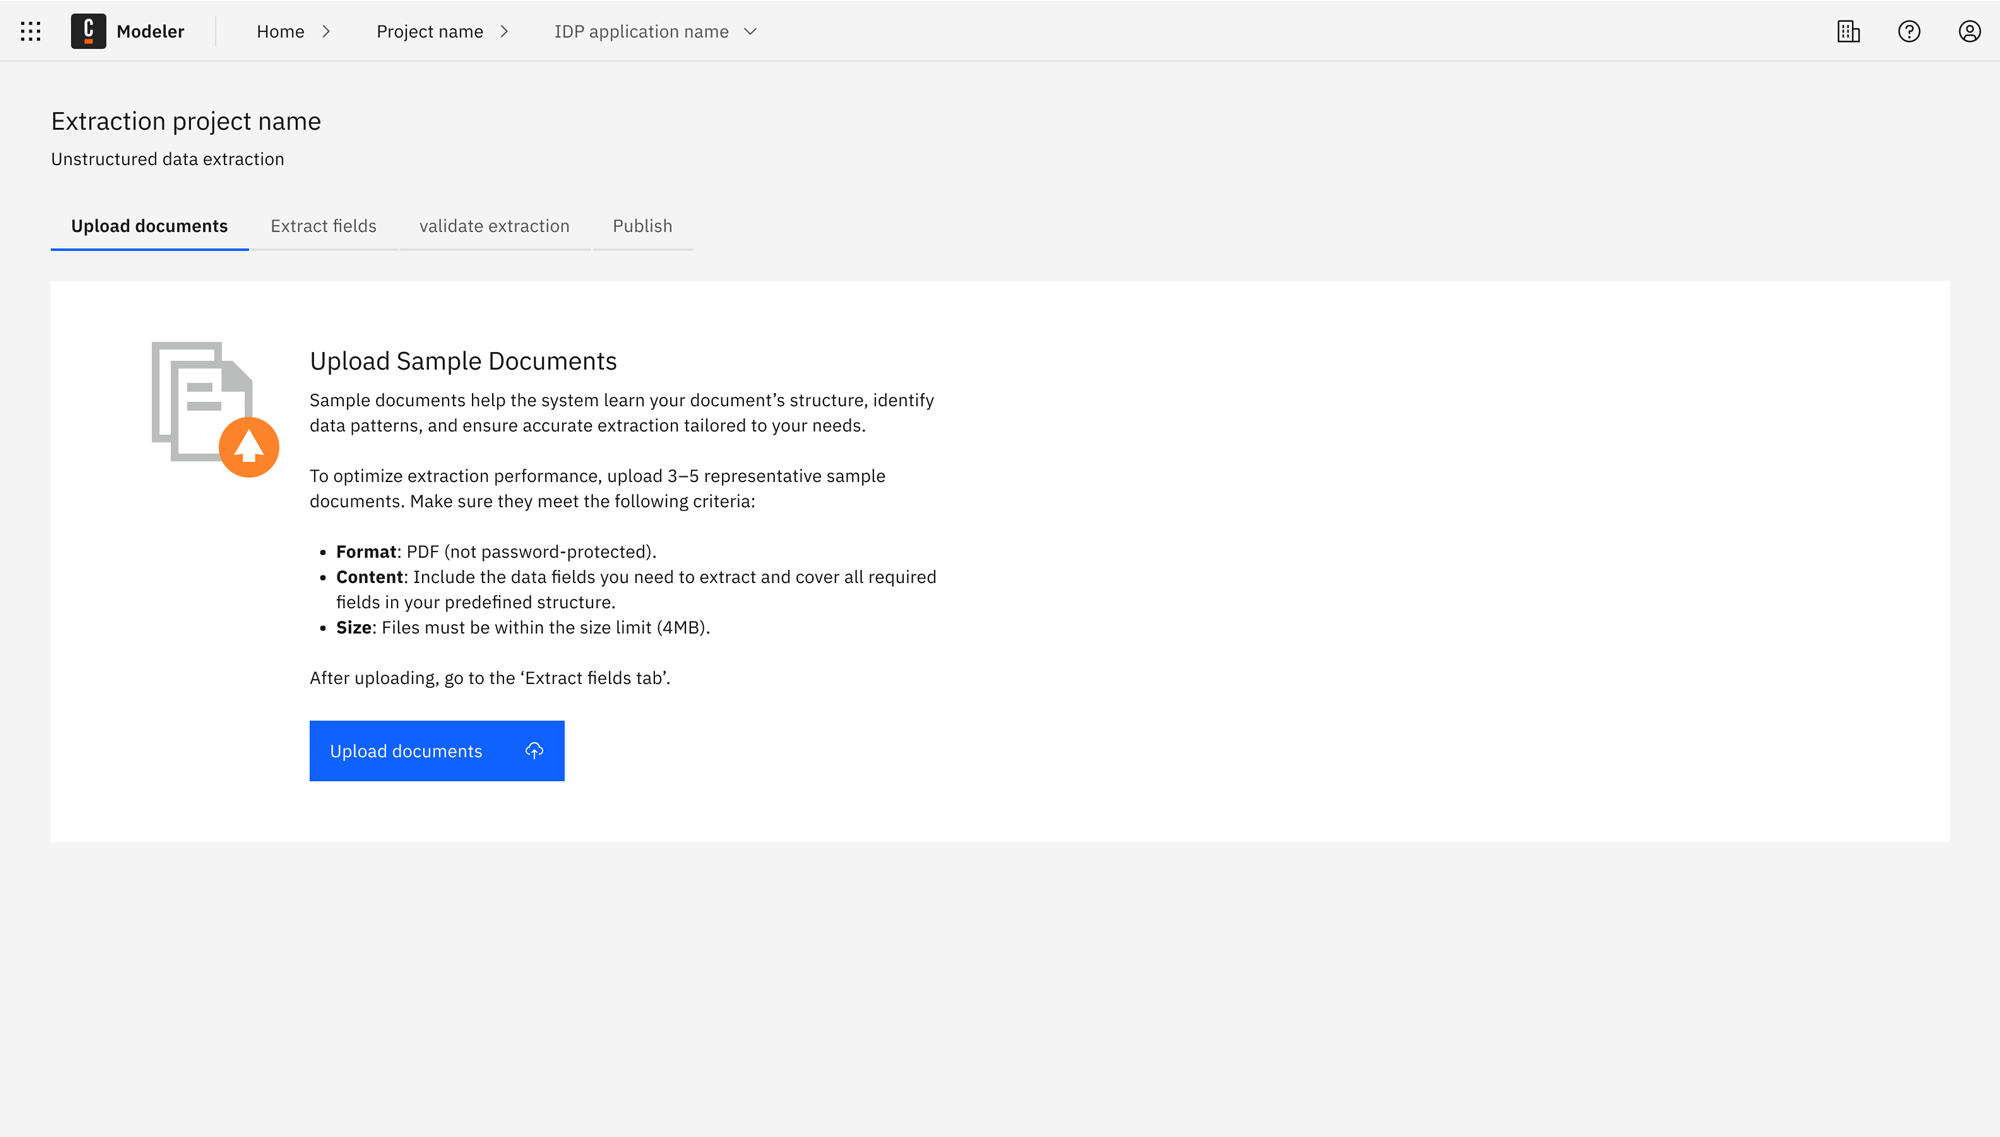 C Modeler Home Project name IDP application name
Extraction project name
Unstructured data extraction
Upload documents Extract fields validate extraction Publish
Upload Sample Documents
Sample documents help the system learn your document’s structure, identify
data patterns, and ensure accurate extraction tailored to your needs.
To optimize extraction performance, upload 3–5 representative sample
documents. Make sure they meet the following criteria:
• Format: PDF (not password-protected).
• Content: Include the data fields you need to extract and cover all required
fields in your predefined structure.
• Size: Files must be within the size limit (4MB).
After uploading, go to the ‘Extract fields tab’.
Upload documents